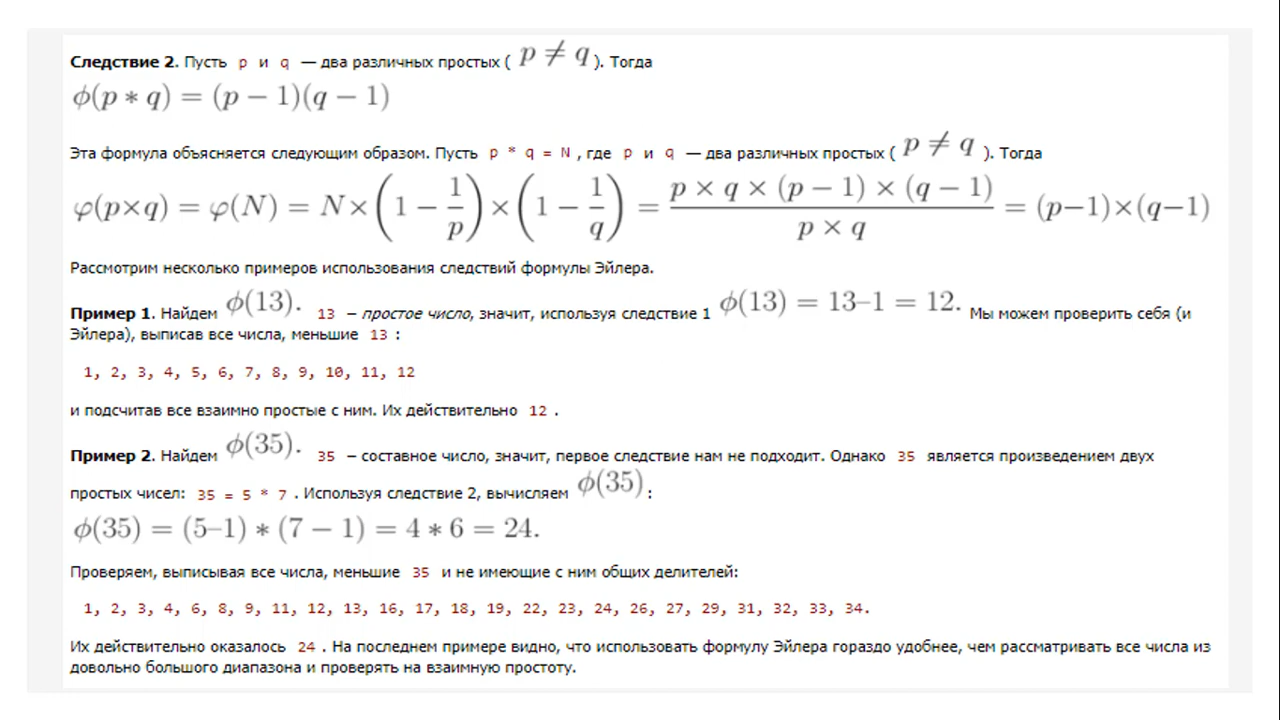 Следствие 2. Пусть p и q — два различных простых ( p ≠ q ). Тогда
ϕ(p ∗ q) = (p − 1)(q − 1)
Эта формула объясняется следующим образом. Пусть p * q = N , где p и q — два различных простых ( p ≠ q ). Тогда
φ(p×q) = φ(N) = N × (1 − 1/p) × (1 − 1/q) = (p × q × (p − 1) × (q − 1))/(p × q) = (p−1)×(q−1)
Рассмотрим несколько примеров использования следствий формулы Эйлера.
Пример 1. Найдем ϕ(13). 13 – простое число, значит, используя следствие 1 ϕ(13) = 13–1 = 12. Мы можем проверить себя (и
Эйлера), выписав все числа, меньшие 13 :
1, 2, 3, 4, 5, 6, 7, 8, 9, 10, 11, 12
и подсчитав все взаимно простые с ним. Их действительно 12 .
Пример 2. Найдем ϕ(35). 35 – составное число, значит, первое следствие нам не подходит. Однако 35 является произведением двух
простых чисел: 35 = 5 * 7 . Используя следствие 2, вычисляем ϕ(35) :
ϕ(35) = (5–1) ∗ (7 − 1) = 4 ∗ 6 = 24.
Проверяем, выписывая все числа, меньшие 35 и не имеющие с ним общих делителей:
1, 2, 3, 4, 6, 8, 9, 11, 12, 13, 16, 17, 18, 19, 22, 23, 24, 26, 27, 29, 31, 32, 33, 34.
Их действительно оказалось 24 . На последнем примере видно, что использовать формулу Эйлера гораздо удобнее, чем рассматривать все числа из
довольно большого диапазона и проверять на взаимную простоту.